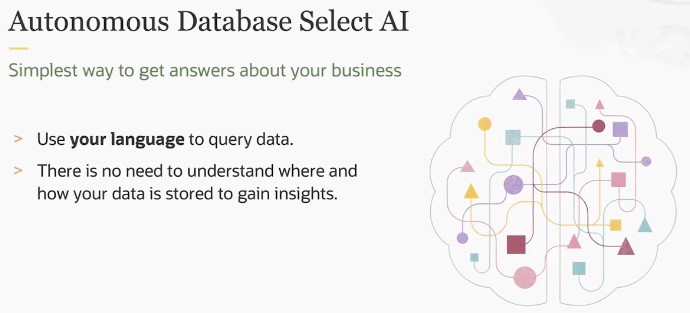 Autonomous Database Select AI
Simplest way to get answers about your business
> Use your language to query data.
> There is no need to understand where and
how your data is stored to gain insights.